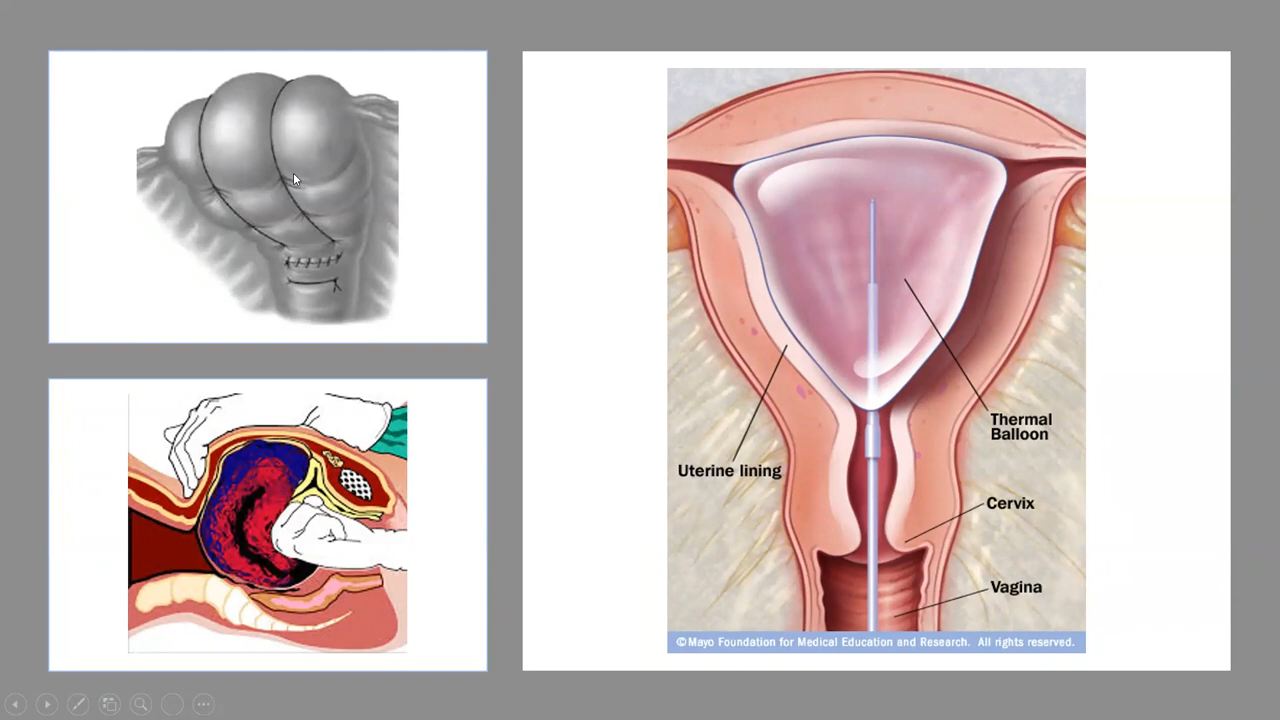 Thermal
Balloon
Uterine lining
Cervix
Vagina
©Mayo Foundation for Medical Education and Research. All rights reserved.